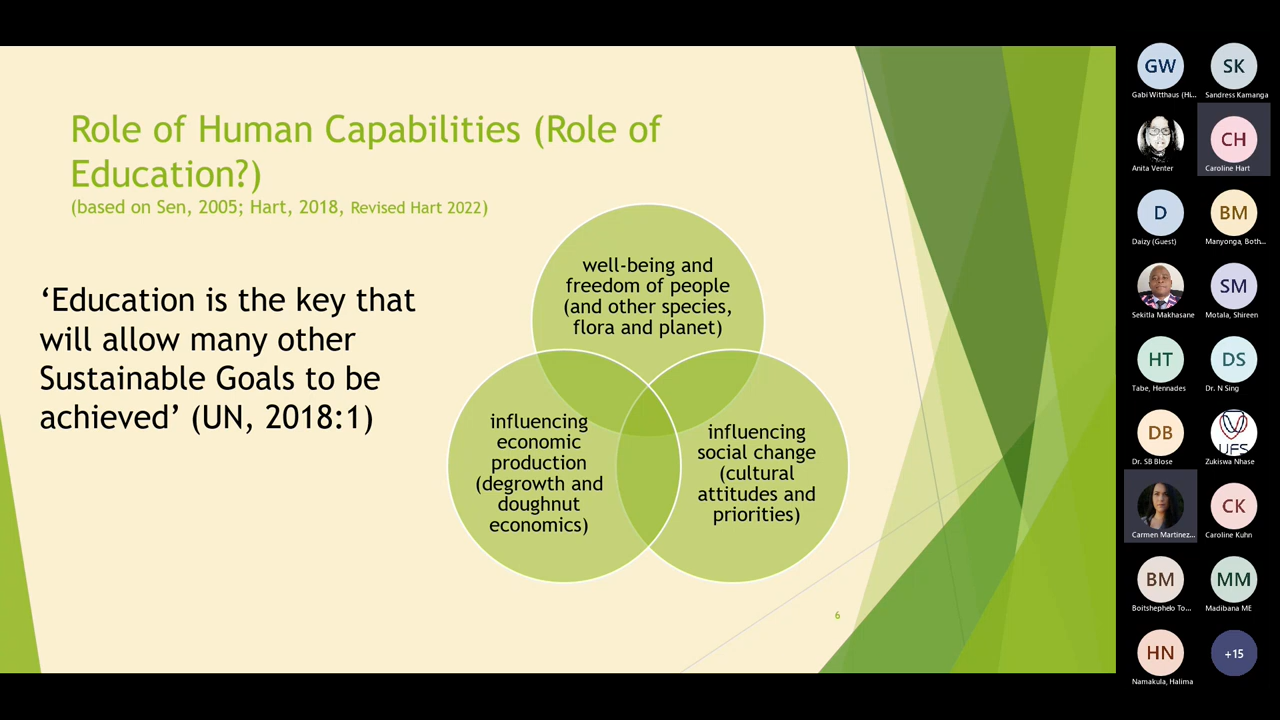 Role of Human Capabilities (Role of
Education?)
(based on Sen, 2005; Hart, 2018, Revised Hart 2022)
‘Education is the key that
will allow many other
Sustainable Goals to be
achieved’ (UN, 2018:1)
well-being and
freedom of people
(and other species,
flora and planet)
influencing
economic
production
(degrowth and
doughnut
economics)
influencing
social change
(cultural
attitudes and
priorities)
6
GW
Gabi Witthaus (Hi...
SK
Sandress Kamanga
Anita Venter
CH
Caroline Hart
D
Daizy (Guest)
BM
Manyonga, Both...
Sekitla Makhasane
SM
Motala, Shireen
HT
Tabe, Hennades
DS
Dr. N Sing
DB
Dr. SB Blose
UFS
Zukiswa Nhase
Carmen Martinez...
CK
Caroline Kuhn
BM
Boitshephelo To...
MM
Madibana ME
HN
Namakula, Halima
+15